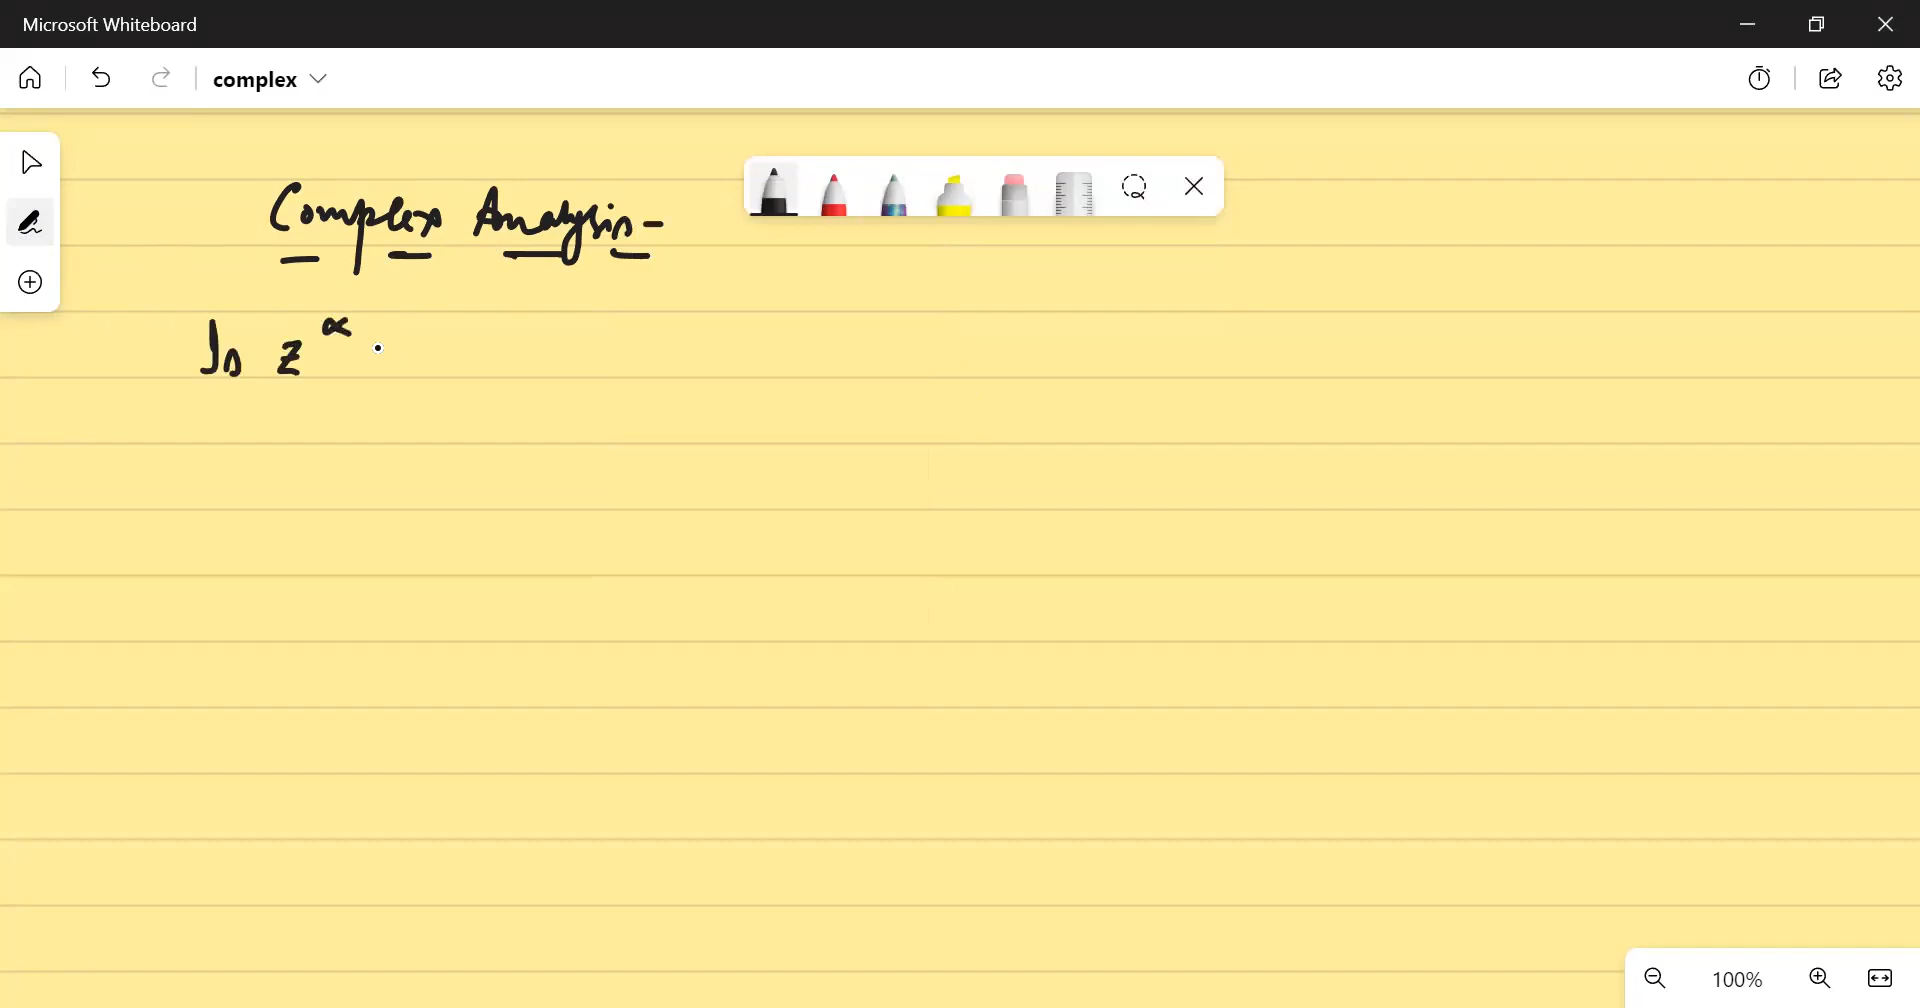 Microsoft Whiteboard
complex
Complex Analysis-
Is z^α
100%